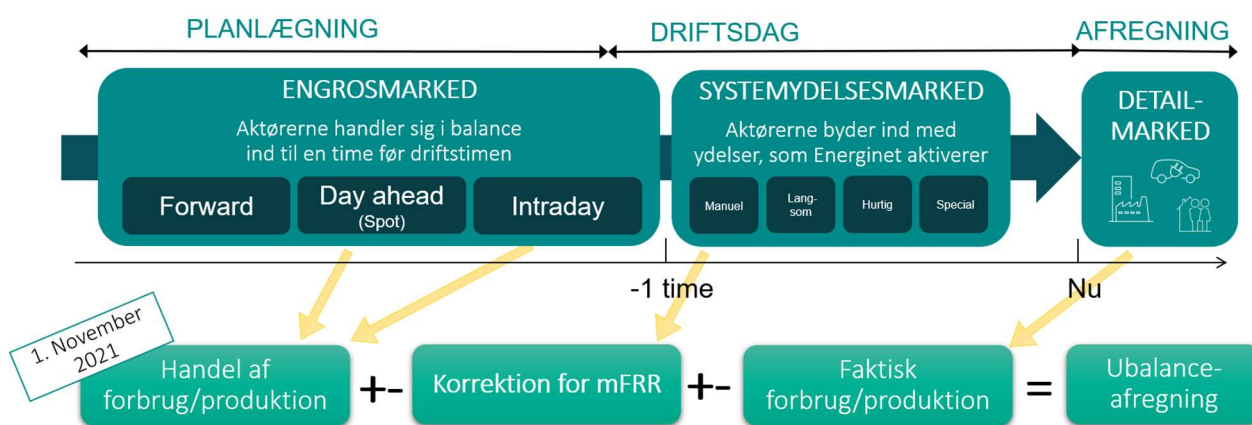 PLANLÆGNING
DRIFTSDAG
AFREGNING
ENGROSMARKED
Aktørerne handler sig i balance
ind til en time før driftstimen
Forward
Day ahead
(Spot)
Intraday
SYSTEMYDELSESMARKED
Aktørerne byder ind med
ydelser, som Energinet aktiverer
Manuel
Lang-
som
Hurtig
Special
DETAIL-
MARKED
-1 time
Nu
1. November
2021
Handel af
forbrug/produktion
+-
Korrektion for mFRR
+-
Faktisk
forbrug/produktion
=
Ubalance-
afregning